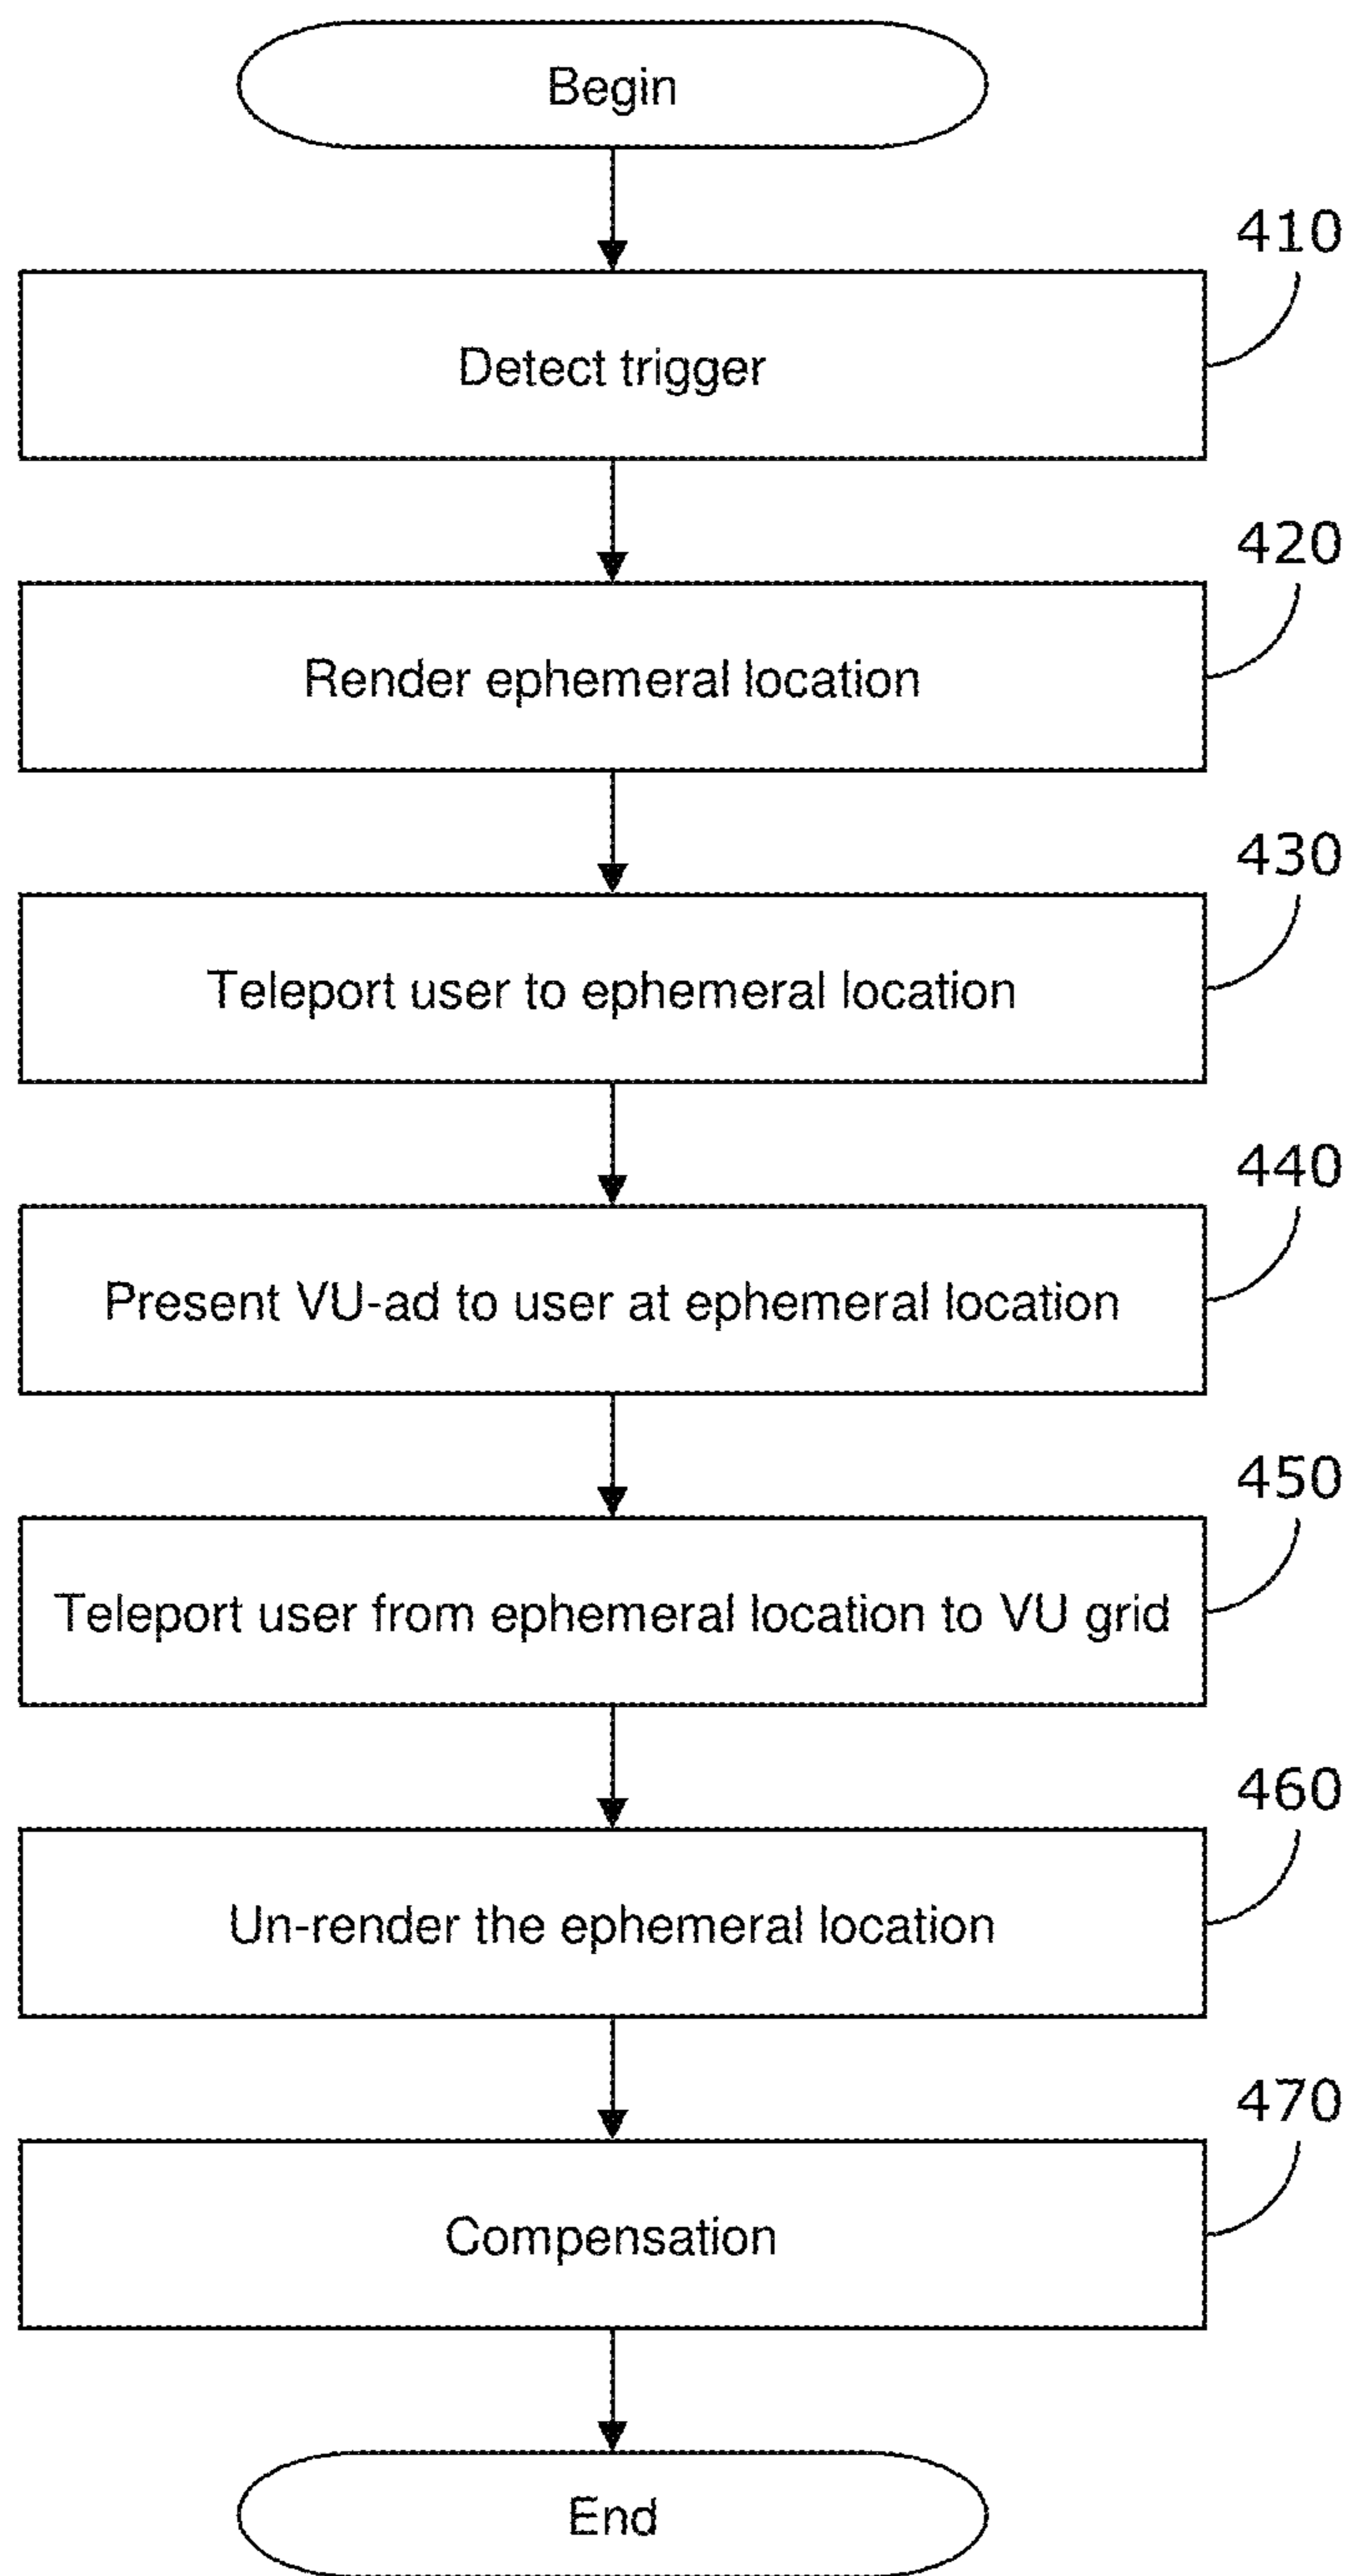 Begin
410
Detect trigger
420
Render ephemeral location
430
Teleport user to ephemeral location
440
Present VU-ad to user at ephemeral location
450
Teleport user from ephemeral location to VU grid
460
Un-render the ephemeral location
470
Compensation
End